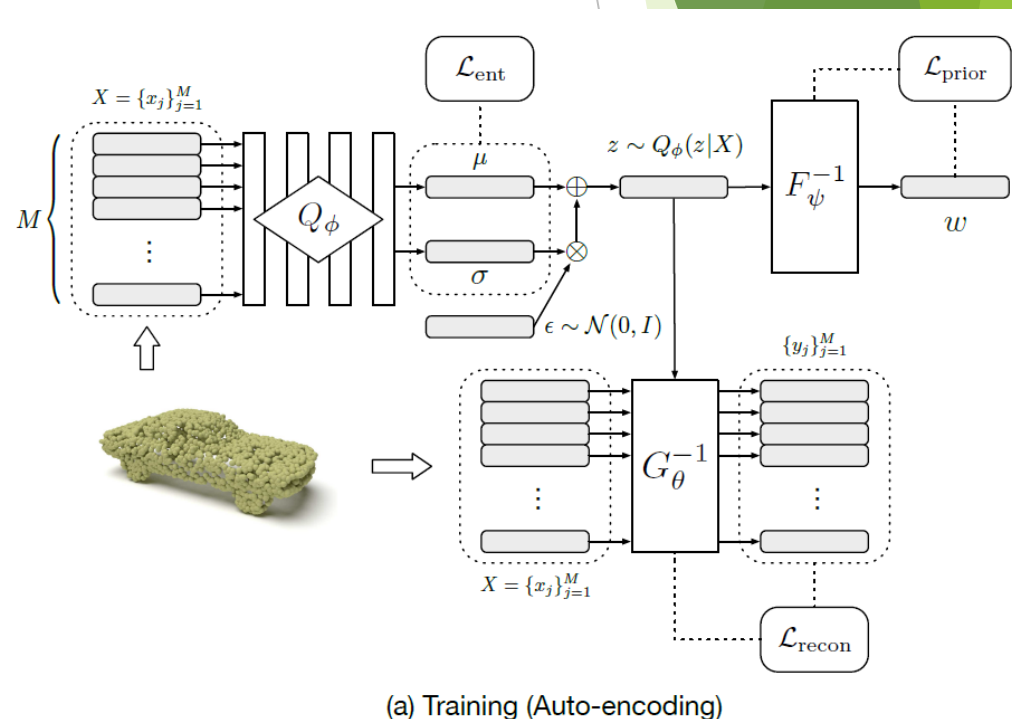 ℒ_ent
ℒ_prior
X = {x_j}_{j=1}^M
z ∼ Q_ϕ(z|X)
μ
M
Q_ϕ
⊕
F_ψ^{-1}
⋮
w
⊗
σ
ϵ ∼ 𝒩(0, I)
{y_j}_{j=1}^M
G_θ^{-1}
⋮
⋮
X = {x_j}_{j=1}^M
ℒ_recon
(a) Training (Auto-encoding)